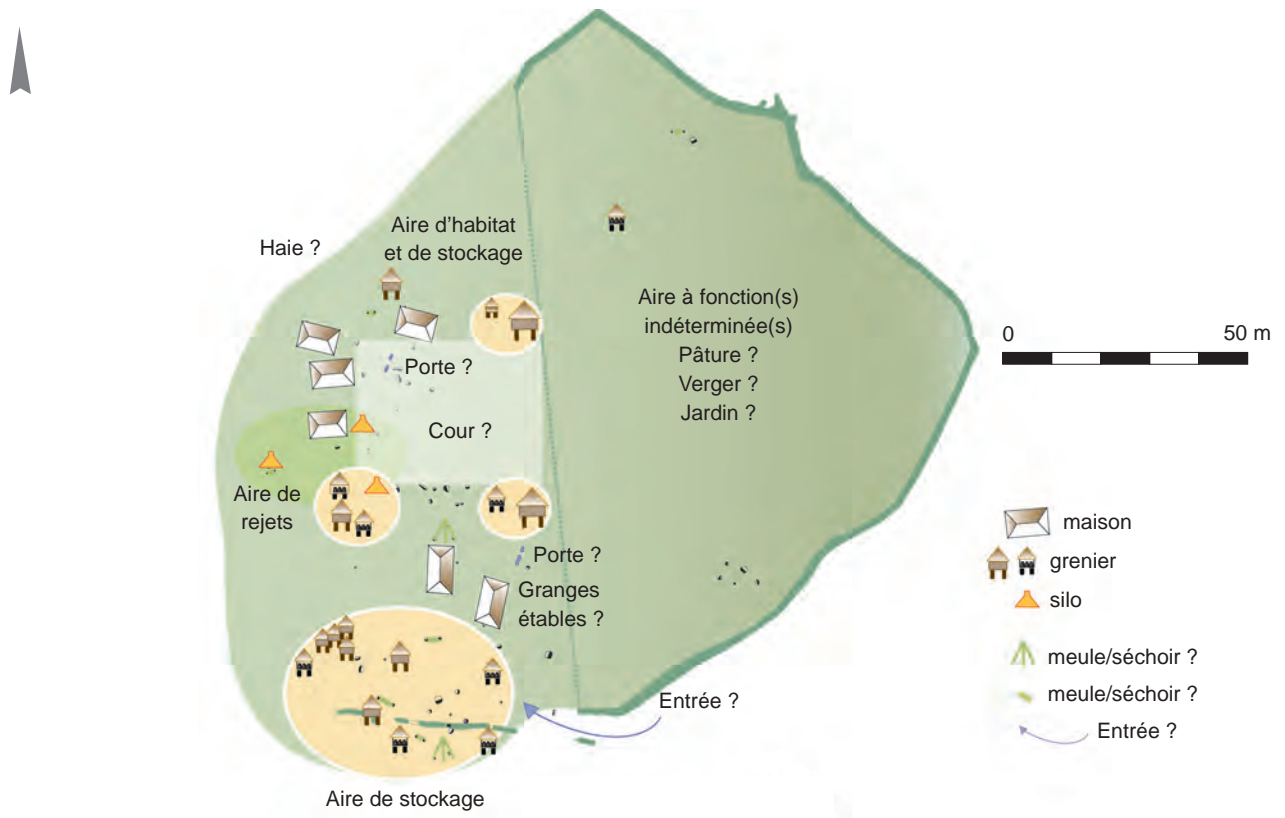 Aire d'habitat
et de stockage
Haie ?
Aire à fonction(s)
indéterminée(s)
Pâture ?
Verger ?
Jardin ?
0 50 m
Porte ?
Cour ?
Aire de
rejets
Porte ?
Granges
étables ?
Entrée ?
Aire de stockage
maison
grenier
silo
meule/séchoir ?
meule/séchoir ?
Entrée ?